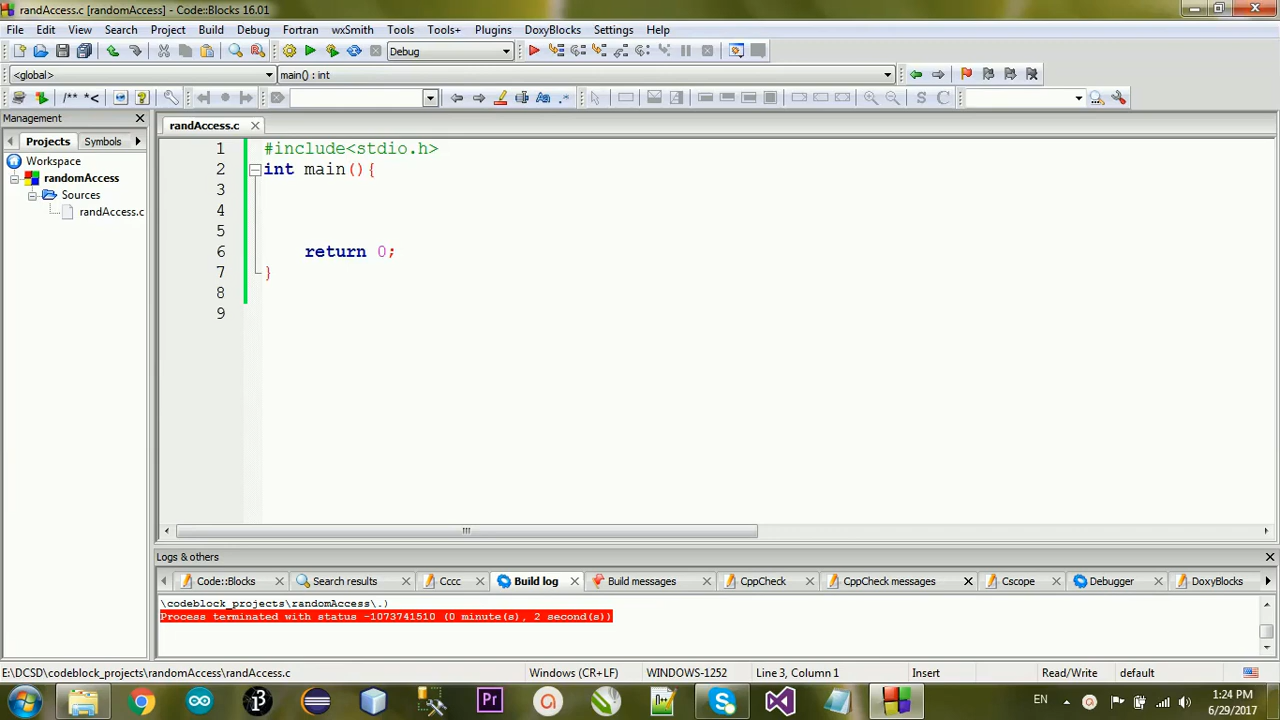 randAccess.c [randomAccess] - Code::Blocks 16.01
File Edit View Search Project Build Debug Fortran wxSmith Tools Tools+ Plugins DoxyBlocks Settings Help
Debug
<global> main() : int
/** *<
S C
Management
Projects Symbols
Workspace
randomAccess
Sources
randAccess.c
randAccess.c
1 #include<stdio.h>
2 int main(){
3
4
5
6 return 0;
7 }
8
9
Logs & others
Code::Blocks Search results Cccc Build log Build messages CppCheck CppCheck messages Cscope Debugger DoxyBlocks
\codeblock_projects\randomAccess\.)
Process terminated with status -1073741510 (0 minute(s), 2 second(s))
E:\DCSD\codeblock_projects\randomAccess\randAccess.c Windows (CR+LF) WINDOWS-1252 Line 3, Column 1 Insert Read/Write default
Pr
EN
1:24 PM
6/29/2017